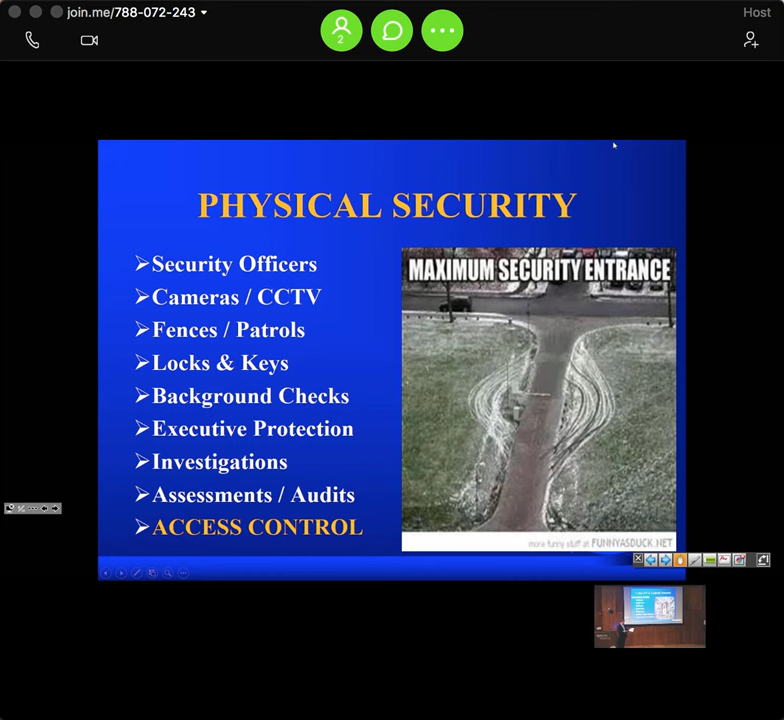 join.me/788-072-243
Host
2
PHYSICAL SECURITY
Security Officers
Cameras / CCTV
Fences / Patrols
Locks & Keys
Background Checks
Executive Protection
Investigations
Assessments / Audits
ACCESS CONTROL
MAXIMUM SECURITY ENTRANCE
more funny stuff at FUNNYASDUCK.NET